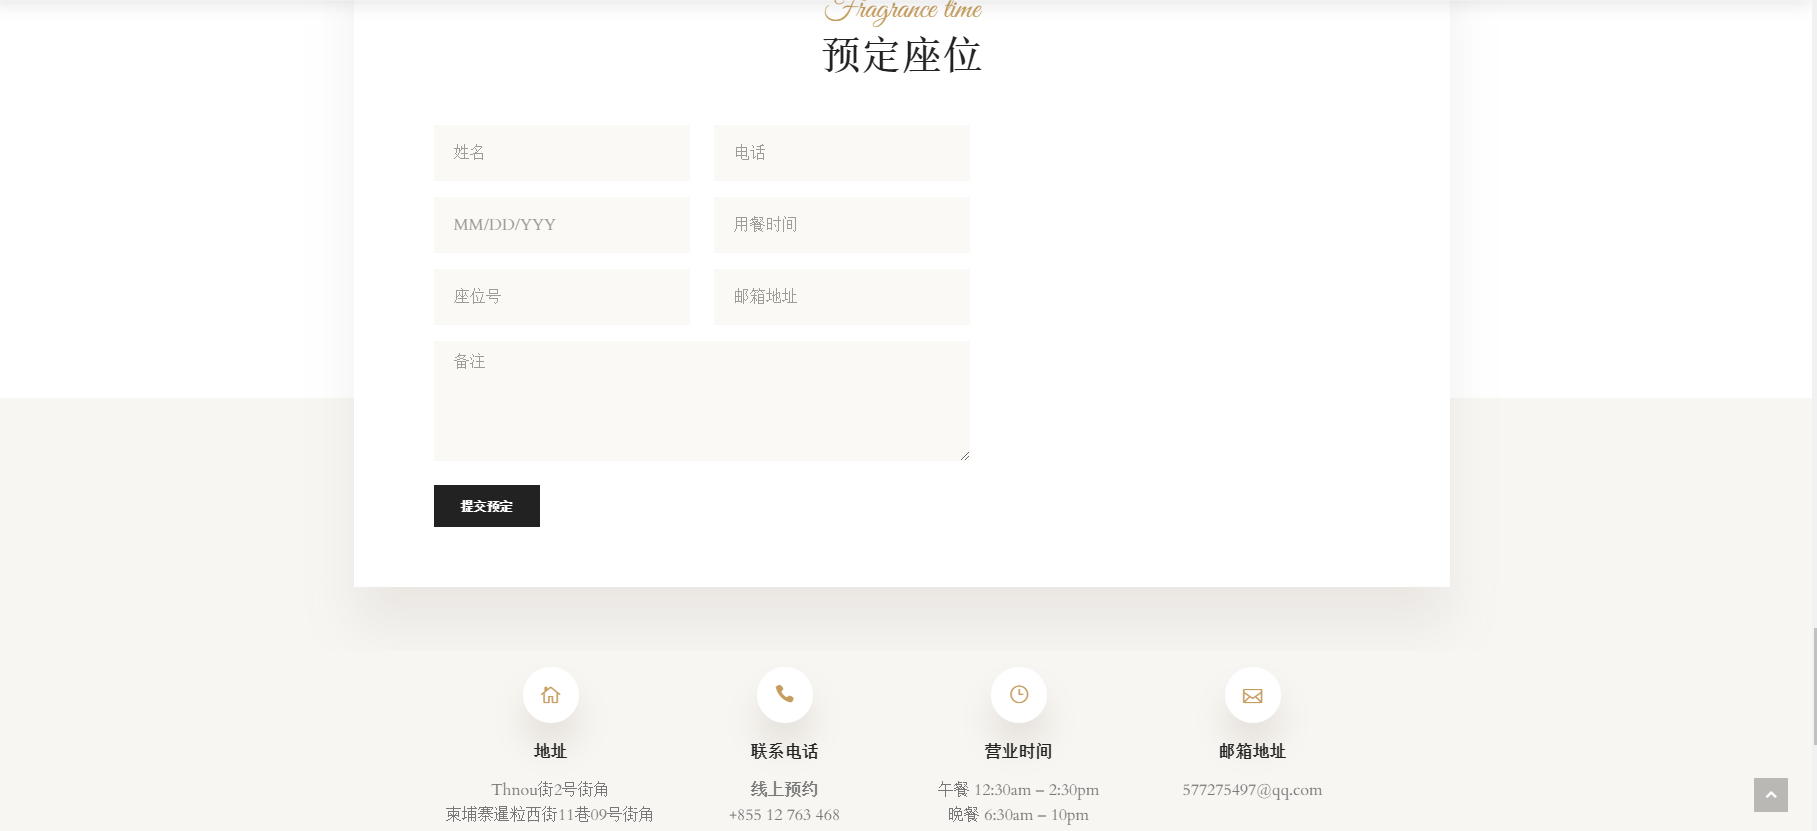 Fragrance time
预定座位
姓名
电话
MM/DD/YYY
用餐时间
座位号
邮箱地址
备注
提交预定
地址
Thnou街2号街角
柬埔寨暹粒西街11巷09号街角
联系电话
线上预约
+855 12 763 468
营业时间
午餐 12:30am – 2:30pm
晚餐 6:30am – 10pm
邮箱地址
577275497@qq.com